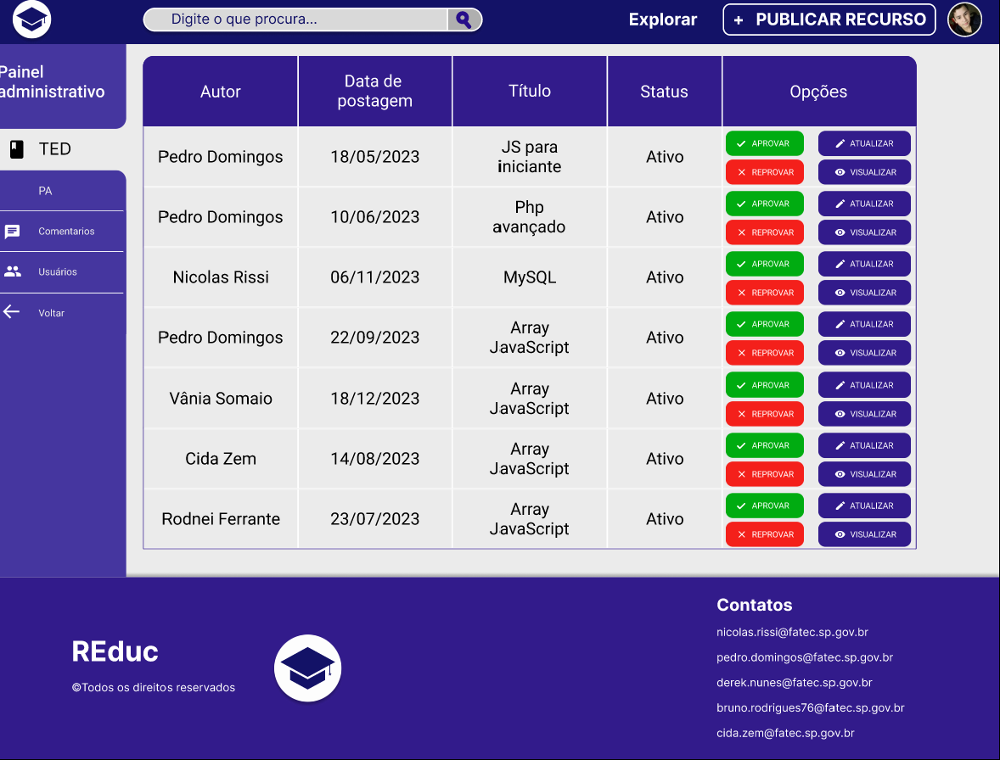 Digite o que procura...
Explorar
+ PUBLICAR RECURSO
Painel
administrativo
TED
PA
Comentarios
Usuários
Voltar
Autor
Data de
postagem
Título
Status
Opções
Pedro Domingos
18/05/2023
JS para
iniciante
Ativo
APROVAR
ATUALIZAR
REPROVAR
VISUALIZAR
Pedro Domingos
10/06/2023
Php
avançado
Ativo
APROVAR
ATUALIZAR
REPROVAR
VISUALIZAR
Nicolas Rissi
06/11/2023
MySQL
Ativo
APROVAR
ATUALIZAR
REPROVAR
VISUALIZAR
Pedro Domingos
22/09/2023
Array
JavaScript
Ativo
APROVAR
ATUALIZAR
REPROVAR
VISUALIZAR
Vânia Somaio
18/12/2023
Array
JavaScript
Ativo
APROVAR
ATUALIZAR
REPROVAR
VISUALIZAR
Cida Zem
14/08/2023
Array
JavaScript
Ativo
APROVAR
ATUALIZAR
REPROVAR
VISUALIZAR
Rodnei Ferrante
23/07/2023
Array
JavaScript
Ativo
APROVAR
ATUALIZAR
REPROVAR
VISUALIZAR
REduc
©Todos os direitos reservados
Contatos
nicolas.rissi@fatec.sp.gov.br
pedro.domingos@fatec.sp.gov.br
derek.nunes@fatec.sp.gov.br
bruno.rodrigues76@fatec.sp.gov.br
cida.zem@fatec.sp.gov.br